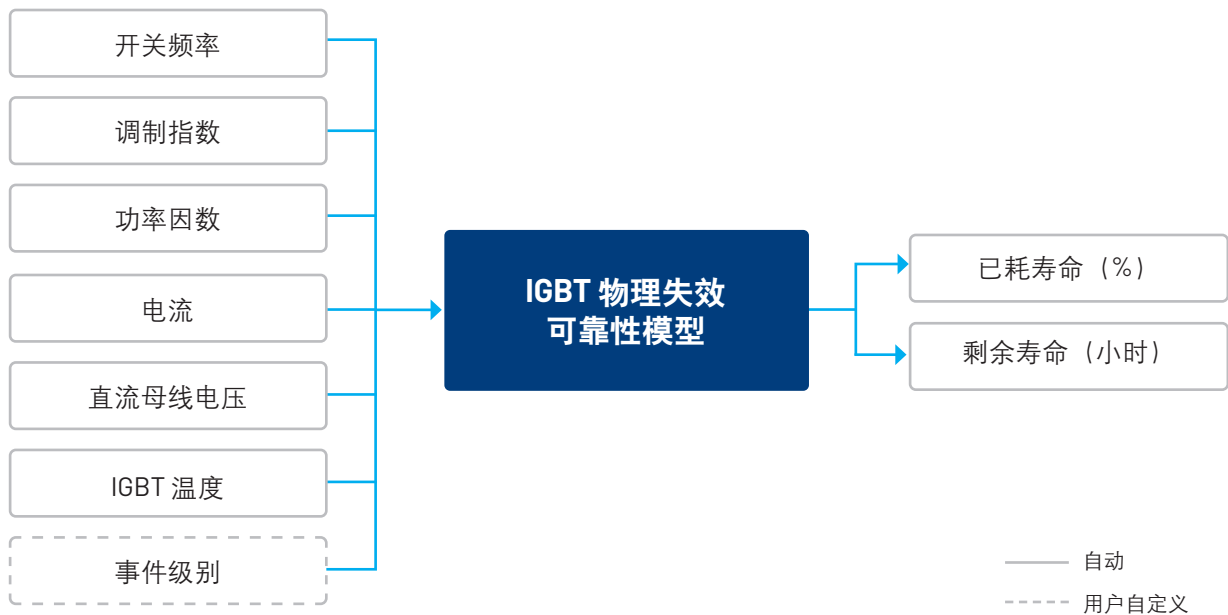 开关频率
调制指数
功率因数
电流
直流母线电压
IGBT 温度
事件级别
IGBT 物理失效
可靠性模型
已耗寿命（%）
剩余寿命（小时）
自动
用户自定义